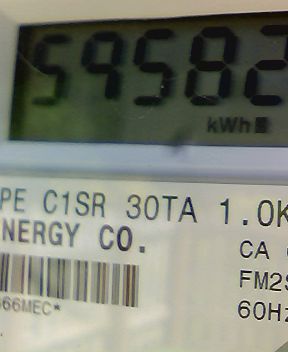 59582
kWh
PE C1SR 30TA 1.0K
NERGY CO.
CA
FM2S
66MEC*
60Hz